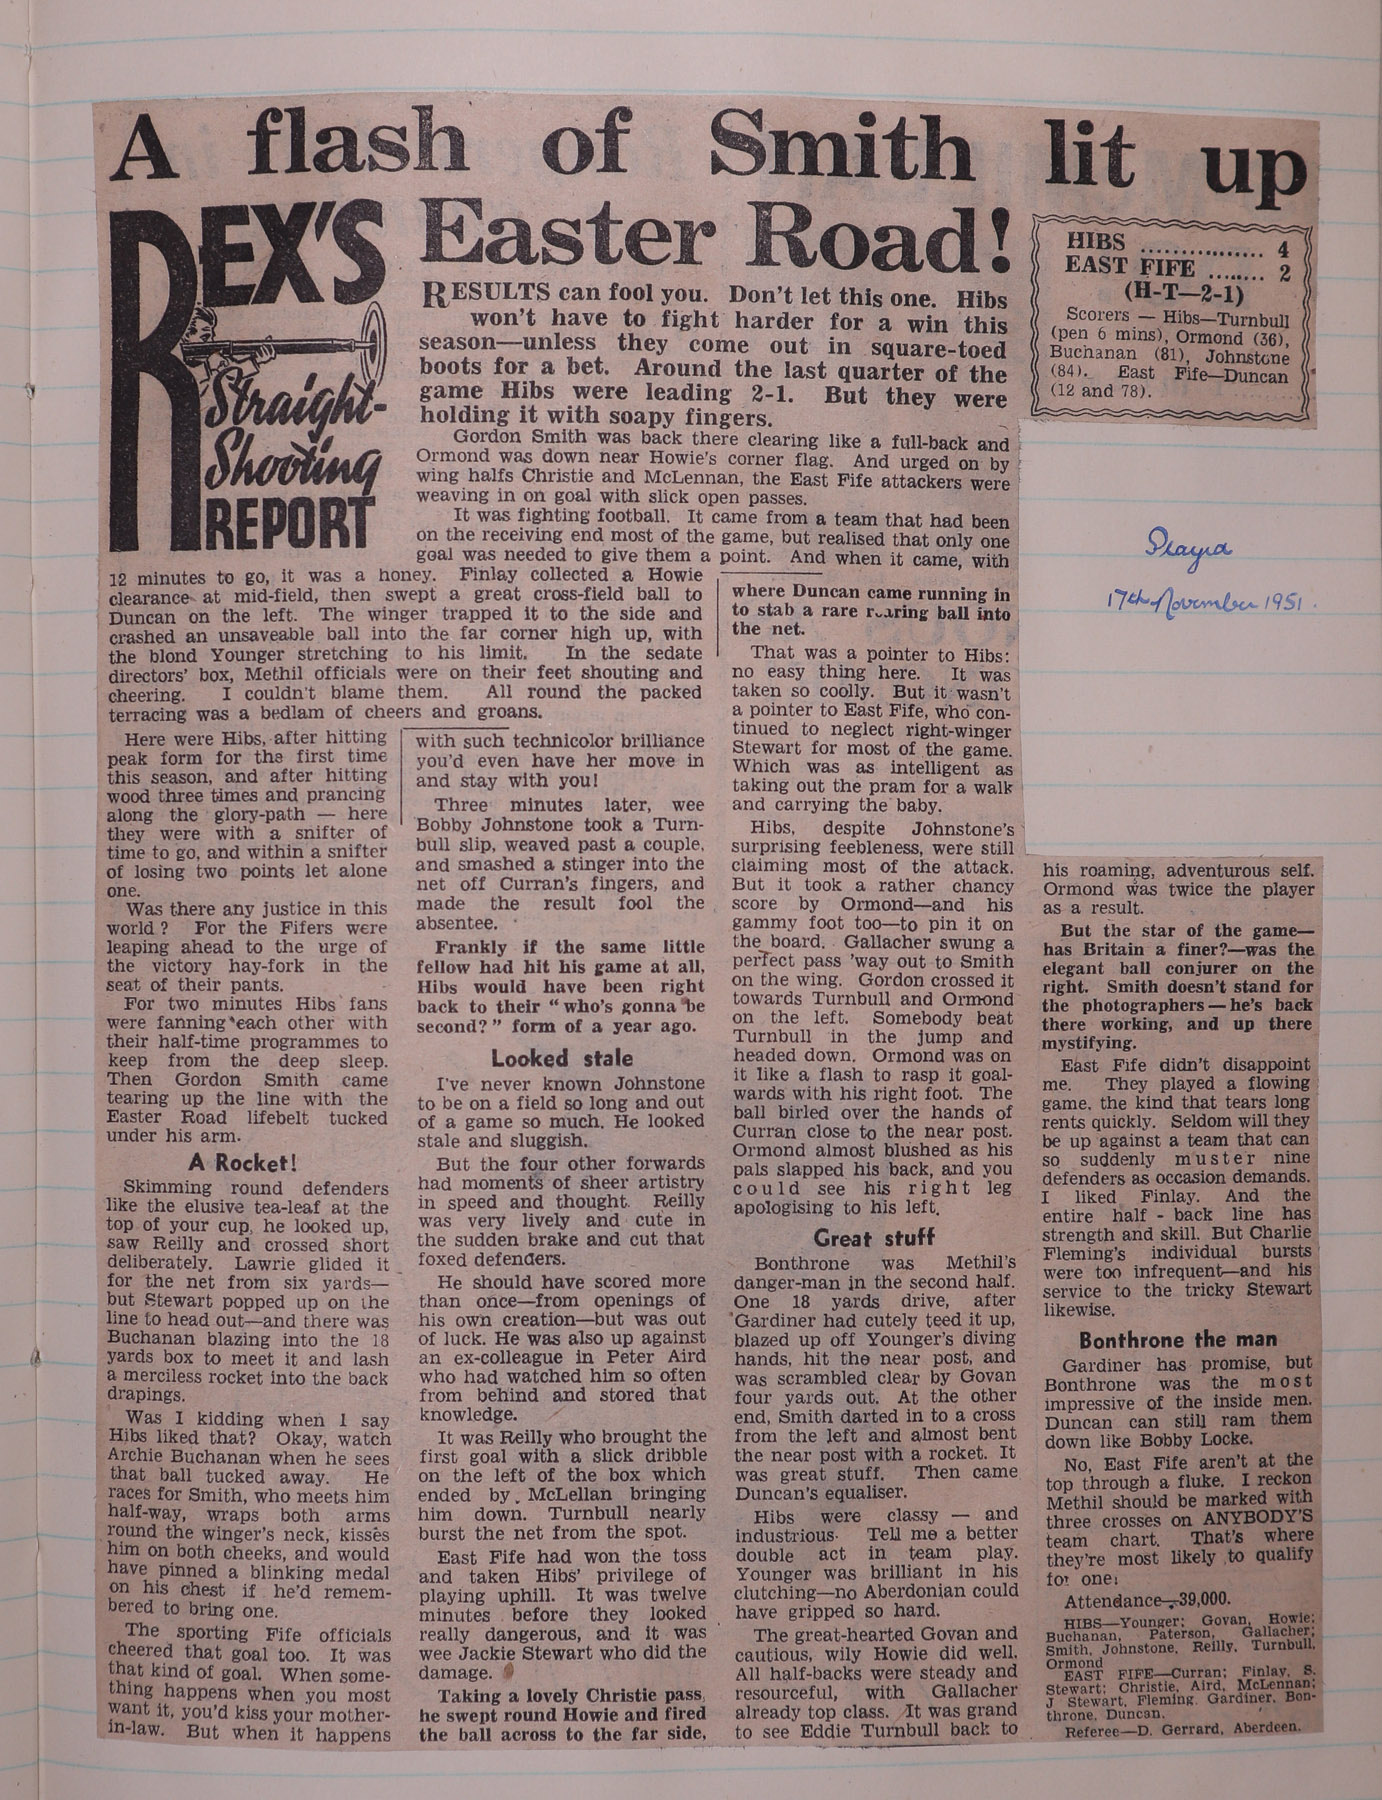 A flash of Smith lit up
Easter Road!
REX'S
Straight-
Shooting
REPORT
HIBS ............... 4
EAST FIFE ........ 2
(H-T—2-1)
Scorers — Hibs—Turnbull
(pen 6 mins), Ormond (36),
Buchanan (81), Johnstone
(84). East Fife—Duncan
(12 and 78).
RESULTS can fool you. Don't let this one. Hibs
won't have to fight harder for a win this
season—unless they come out in square-toed
boots for a bet. Around the last quarter of the
game Hibs were leading 2-1. But they were
holding it with soapy fingers.
Gordon Smith was back there clearing like a full-back and
Ormond was down near Howie's corner flag. And urged on by
wing halfs Christie and McLennan, the East Fife attackers were
weaving in on goal with slick open passes.
It was fighting football. It came from a team that had been
on the receiving end most of the game, but realised that only one
goal was needed to give them a point. And when it came, with
12 minutes to go, it was a honey. Finlay collected a Howie
clearance at mid-field, then swept a great cross-field ball to
Duncan on the left. The winger trapped it to the side and
crashed an unsaveable ball into the far corner high up, with
the blond Younger stretching to his limit. In the sedate
directors' box, Methil officials were on their feet shouting and
cheering. I couldn't blame them. All round the packed
terracing was a bedlam of cheers and groans.
Here were Hibs, after hitting
peak form for the first time
this season, and after hitting
wood three times and prancing
along the glory-path — here
they were with a snifter of
time to go, and within a snifter
of losing two points let alone
one.
Was there any justice in this
world? For the Fifers were
leaping ahead to the urge of
the victory hay-fork in the
seat of their pants.
For two minutes Hibs fans
were fanning each other with
their half-time programmes to
keep from the deep sleep.
Then Gordon Smith came
tearing up the line with the
Easter Road lifebelt tucked
under his arm.
A Rocket!
Skimming round defenders
like the elusive tea-leaf at the
top of your cup, he looked up,
saw Reilly and crossed short
deliberately. Lawrie glided it
for the net from six yards—
but Stewart popped up on the
line to head out—and there was
Buchanan blazing into the 18
yards box to meet it and lash
a merciless rocket into the back
drapings.
Was I kidding when I say
Hibs liked that? Okay, watch
Archie Buchanan when he sees
that ball tucked away. He
races for Smith, who meets him
half-way, wraps both arms
round the winger's neck, kisses
him on both cheeks, and would
have pinned a blinking medal
on his chest if he'd remem-
bered to bring one.
The sporting Fife officials
cheered that goal too. It was
that kind of goal. When some-
thing happens when you most
want it, you'd kiss your mother-
in-law. But when it happens
with such technicolor brilliance
you'd even have her move in
and stay with you!
Three minutes later, wee
Bobby Johnstone took a Turn-
bull slip, weaved past a couple,
and smashed a stinger into the
net off Curran's fingers, and
made the result fool the
absentee.
Frankly if the same little
fellow had hit his game at all,
Hibs would have been right
back to their "who's gonna be
second?" form of a year ago.
Looked stale
I've never known Johnstone
to be on a field so long and out
of a game so much. He looked
stale and sluggish.
But the four other forwards
had moments of sheer artistry
in speed and thought. Reilly
was very lively and cute in
the sudden brake and cut that
foxed defenders.
He should have scored more
than once—from openings of
his own creation—but was out
of luck. He was also up against
an ex-colleague in Peter Aird
who had watched him so often
from behind and stored that
knowledge.
It was Reilly who brought the
first goal with a slick dribble
on the left of the box which
ended by McLellan bringing
him down. Turnbull nearly
burst the net from the spot.
East Fife had won the toss
and taken Hibs' privilege of
playing uphill. It was twelve
minutes before they looked
really dangerous, and it was
wee Jackie Stewart who did the
damage.
Taking a lovely Christie pass,
he swept round Howie and fired
the ball across to the far side,
where Duncan came running in
to stab a rare roaring ball into
the net.
That was a pointer to Hibs:
no easy thing here. It was
taken so coolly. But it wasn't
a pointer to East Fife, who con-
tinued to neglect right-winger
Stewart for most of the game.
Which was as intelligent as
taking out the pram for a walk
and carrying the baby.
Hibs, despite Johnstone's
surprising feebleness, were still
claiming most of the attack.
But it took a rather chancy
score by Ormond—and his
gammy foot too—to pin it on
the board. Gallacher swung a
perfect pass 'way out to Smith
on the wing. Gordon crossed it
towards Turnbull and Ormond
on the left. Somebody beat
Turnbull in the jump and
headed down. Ormond was on
it like a flash to rasp it goal-
wards with his right foot. The
ball birled over the hands of
Curran close to the near post.
Ormond almost blushed as his
pals slapped his back, and you
could see his right leg
apologising to his left.
Great stuff
Bonthrone was Methil's
danger-man in the second half.
One 18 yards drive, after
Gardiner had cutely teed it up,
blazed up off Younger's diving
hands, hit the near post, and
was scrambled clear by Govan
four yards out. At the other
end, Smith darted in to a cross
from the left and almost bent
the near post with a rocket. It
was great stuff. Then came
Duncan's equaliser.
Hibs were classy — and
industrious. Tell me a better
double act in team play.
Younger was brilliant in his
clutching—no Aberdonian could
have gripped so hard.
The great-hearted Govan and
cautious, wily Howie did well.
All half-backs were steady and
resourceful, with Gallacher
already top class. It was grand
to see Eddie Turnbull back to
Played
17th November 1951.
his roaming, adventurous self.
Ormond was twice the player
as a result.
But the star of the game—
has Britain a finer?—was the
elegant ball conjurer on the
right. Smith doesn't stand for
the photographers—he's back
there working, and up there
mystifying.
East Fife didn't disappoint
me. They played a flowing
game, the kind that tears long
rents quickly. Seldom will they
be up against a team that can
so suddenly muster nine
defenders as occasion demands.
I liked Finlay. And the
entire half-back line has
strength and skill. But Charlie
Fleming's individual bursts
were too infrequent—and his
service to the tricky Stewart
likewise.
Bonthrone the man
Gardiner has promise, but
Bonthrone was the most
impressive of the inside men.
Duncan can still ram them
down like Bobby Locke.
No, East Fife aren't at the
top through a fluke. I reckon
Methil should be marked with
three crosses on ANYBODY'S
team chart. That's where
they're most likely to qualify
for one.
Attendance—39,000.
HIBS—Younger; Govan, Howie;
Buchanan, Paterson, Gallacher;
Smith, Johnstone, Reilly, Turnbull,
Ormond
EAST FIFE—Curran; Finlay, S.
Stewart; Christie, Aird, McLennan;
J Stewart, Fleming, Gardiner, Bon-
throne, Duncan.
Referee—D. Gerrard, Aberdeen.